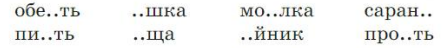 обе..ть ..шка мо..лка саран..
пи..ть ..ща ..йник про..ть